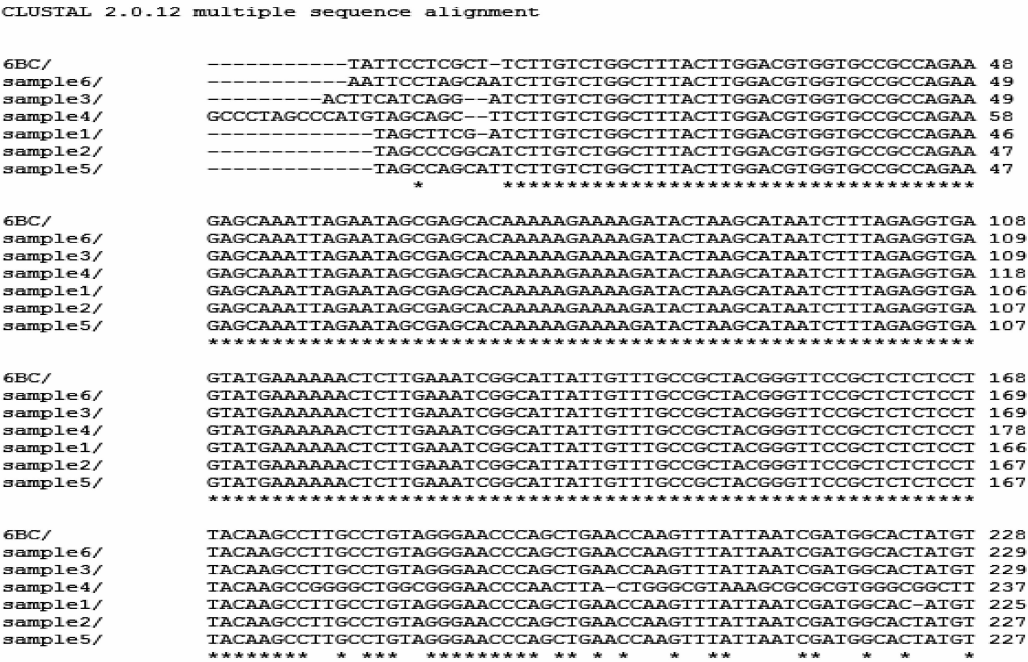 CLUSTAL 2.0.12 multiple sequence alignment
6BC/ -----------TATTCCTCGCT-TCTTGTCTGGCTTTACTTGGACGTGGTGCCGCCAGAA 48
sample6/ -----------AATTCCTAGCAATCTTGTCTGGCTTTACTTGGACGTGGTGCCGCCAGAA 49
sample3/ ---------ACTTCATCAGG--ATCTTGTCTGGCTTTACTTGGACGTGGTGCCGCCAGAA 49
sample4/ GCCCTAGCCCATGTAGCAGC--TTCTTGTCTGGCTTTACTTGGACGTGGTGCCGCCAGAA 58
sample1/ -------------TAGCTTCG-ATCTTGTCTGGCTTTACTTGGACGTGGTGCCGCCAGAA 46
sample2/ -------------TAGCCCGGCATCTTGTCTGGCTTTACTTGGACGTGGTGCCGCCAGAA 47
sample5/ -------------TAGCCAGCATTCTTGTCTGGCTTTACTTGGACGTGGTGCCGCCAGAA 47
*      *************************************
6BC/ GAGCAAATTAGAATAGCGAGCACAAAAAGAAAAGATACTAAGCATAATCTTTAGAGGTGA 108
sample6/ GAGCAAATTAGAATAGCGAGCACAAAAAGAAAAGATACTAAGCATAATCTTTAGAGGTGA 109
sample3/ GAGCAAATTAGAATAGCGAGCACAAAAAGAAAAGATACTAAGCATAATCTTTAGAGGTGA 109
sample4/ GAGCAAATTAGAATAGCGAGCACAAAAAGAAAAGATACTAAGCATAATCTTTAGAGGTGA 118
sample1/ GAGCAAATTAGAATAGCGAGCACAAAAAGAAAAGATACTAAGCATAATCTTTAGAGGTGA 106
sample2/ GAGCAAATTAGAATAGCGAGCACAAAAAGAAAAGATACTAAGCATAATCTTTAGAGGTGA 107
sample5/ GAGCAAATTAGAATAGCGAGCACAAAAAGAAAAGATACTAAGCATAATCTTTAGAGGTGA 107
************************************************************
6BC/ GTATGAAAAAACTCTTGAAATCGGCATTATTGTTTGCCGCTACGGGTTCCGCTCTCTCCT 168
sample6/ GTATGAAAAAACTCTTGAAATCGGCATTATTGTTTGCCGCTACGGGTTCCGCTCTCTCCT 169
sample3/ GTATGAAAAAACTCTTGAAATCGGCATTATTGTTTGCCGCTACGGGTTCCGCTCTCTCCT 169
sample4/ GTATGAAAAAACTCTTGAAATCGGCATTATTGTTTGCCGCTACGGGTTCCGCTCTCTCCT 178
sample1/ GTATGAAAAAACTCTTGAAATCGGCATTATTGTTTGCCGCTACGGGTTCCGCTCTCTCCT 166
sample2/ GTATGAAAAAACTCTTGAAATCGGCATTATTGTTTGCCGCTACGGGTTCCGCTCTCTCCT 167
sample5/ GTATGAAAAAACTCTTGAAATCGGCATTATTGTTTGCCGCTACGGGTTCCGCTCTCTCCT 167
************************************************************
6BC/ TACAAGCCTTGCCTGTAGGGAACCCAGCTGAACCAAGTTTATTAATCGATGGCACTATGT 228
sample6/ TACAAGCCTTGCCTGTAGGGAACCCAGCTGAACCAAGTTTATTAATCGATGGCACTATGT 229
sample3/ TACAAGCCTTGCCTGTAGGGAACCCAGCTGAACCAAGTTTATTAATCGATGGCACTATGT 229
sample4/ TACAAGCCGGGGCTGGCGGGAACCCAACTTA-CTGGGCGTAAAGCGCGCGTGGGCGGCTT 237
sample1/ TACAAGCCTTGCCTGTAGGGAACCCAGCTGAACCAAGTTTATTAATCGATGGCAC-ATGT 225
sample2/ TACAAGCCTTGCCTGTAGGGAACCCAGCTGAACCAAGTTTATTAATCGATGGCACTATGT 227
sample5/ TACAAGCCTTGCCTGTAGGGAACCCAGCTGAACCAAGTTTATTAATCGATGGCACTATGT 227
********  * ***  ********* ** * *   *  **     **   *  *    *